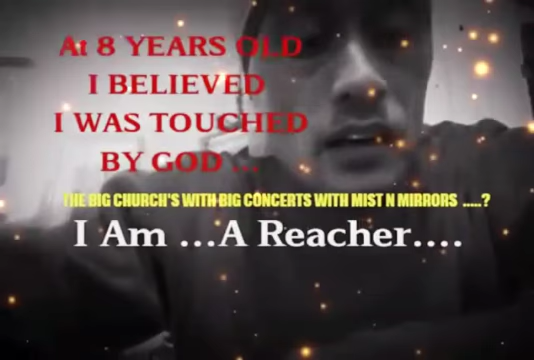 At 8 YEARS OLD
I BELIEVED
I WAS TOUCHED
BY GOD ...
THE BIG CHURCH'S WITH BIG CONCERTS WITH MIST N MIRRORS .....?
I Am ...A Reacher....